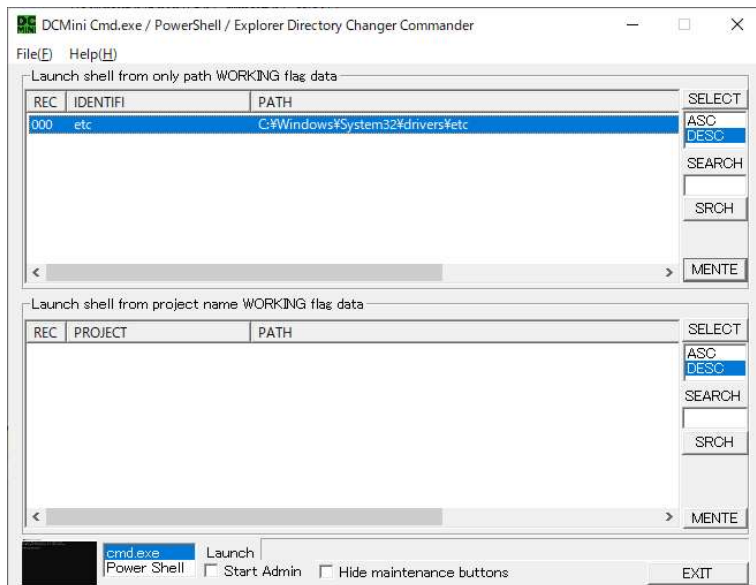 DC MINI DCMini Cmd.exe / PowerShell / Explorer Directory Changer Commander
File(F) Help(H)
Launch shell from only path WORKING flag data
REC IDENTIFI PATH SELECT
000 etc C:¥Windows¥System32¥drivers¥etc ASC
DESC
SEARCH
SRCH
MENTE
Launch shell from project name WORKING flag data
REC PROJECT PATH SELECT
ASC
DESC
SEARCH
SRCH
MENTE
cmd.exe Launch
Power Shell Start Admin Hide maintenance buttons EXIT